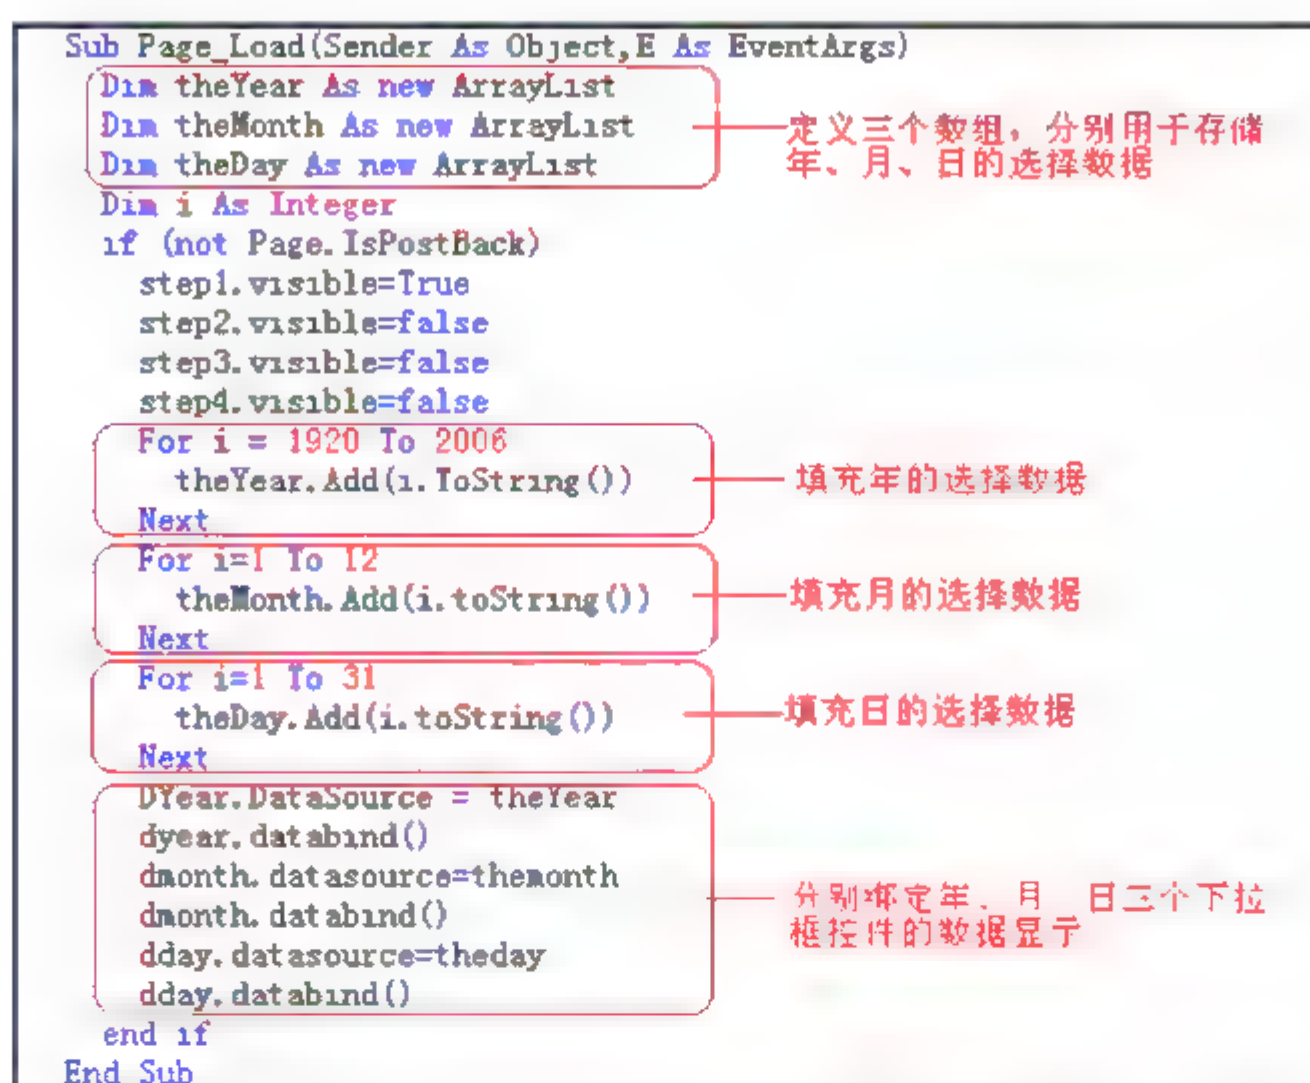 Sub Page_Load(Sender As Object,E As EventArgs)
Dim theYear As new ArrayList
Dim theMonth As new ArrayList
Dim theDay As new ArrayList
定义三个数组，分别用于存储
年、月、日的选择数据
Dim i As Integer
if (not Page.IsPostBack)
step1.visible=True
step2.visible=false
step3.visible=false
step4.visible=false
For i = 1920 To 2006
theYear.Add(i.ToString())
Next
填充年的选择数据
For i=1 To 12
theMonth.Add(i.toString())
Next
填充月的选择数据
For i=1 To 31
theDay.Add(i.toString())
Next
填充日的选择数据
DYear.DataSource = theYear
dyear.databind()
dmonth.datasource=themonth
dmonth.databind()
dday.datasource=theday
dday.databind()
分别绑定年、月 日三个下拉
框控件的数据显示
end if
End Sub